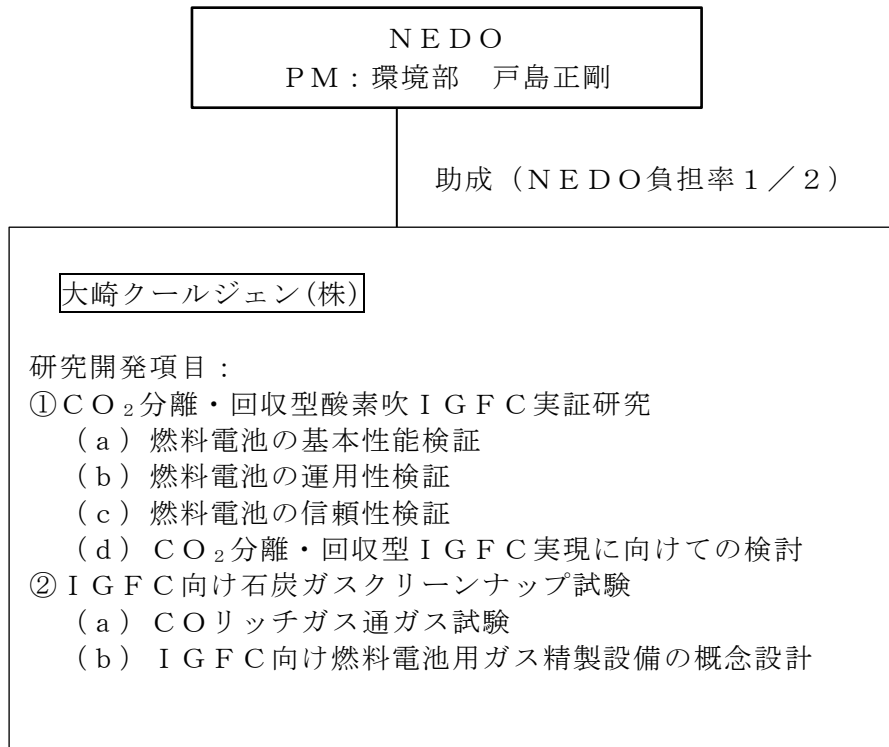 ＮＥＤＯ
ＰＭ：環境部　戸島正剛
助成（ＮＥＤＯ負担率１／２）
大崎クールジェン(株)
研究開発項目：
①ＣＯ₂分離・回収型酸素吹ＩＧＦＣ実証研究
（ａ）燃料電池の基本性能検証
（ｂ）燃料電池の運用性検証
（ｃ）燃料電池の信頼性検証
（ｄ）ＣＯ₂分離・回収型ＩＧＦＣ実現に向けての検討
②ＩＧＦＣ向け石炭ガスクリーンナップ試験
（ａ）ＣＯリッチガス通ガス試験
（ｂ）ＩＧＦＣ向け燃料電池用ガス精製設備の概念設計